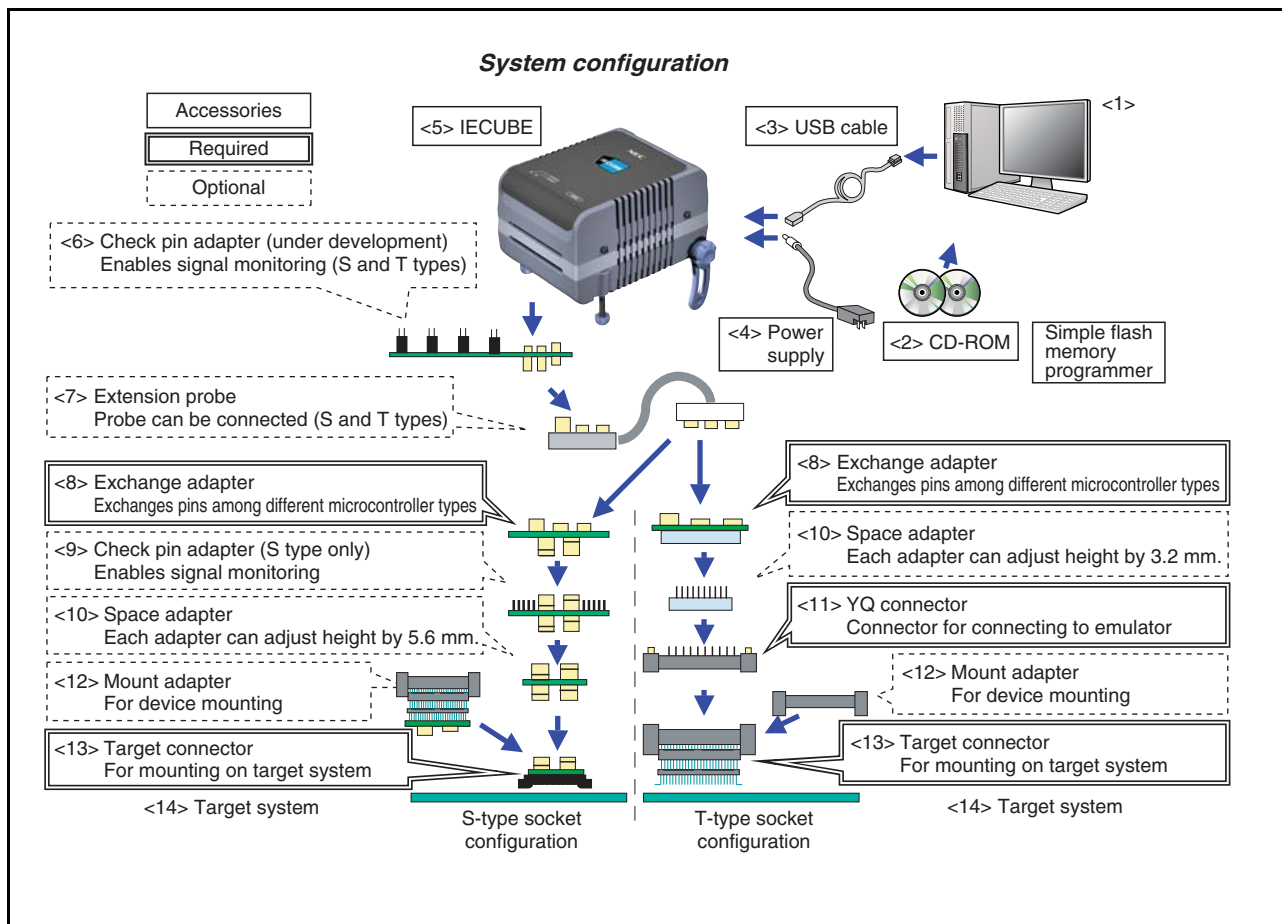 System configuration
Accessories
Required
Optional
<5> IECUBE
NEC
<3> USB cable
<1>
<6> Check pin adapter (under development)
Enables signal monitoring (S and T types)
<4> Power
supply
<2> CD-ROM
Simple flash
memory
programmer
<7> Extension probe
Probe can be connected (S and T types)
<8> Exchange adapter
Exchanges pins among different microcontroller types
<9> Check pin adapter (S type only)
Enables signal monitoring
<10> Space adapter
Each adapter can adjust height by 5.6 mm.
<12> Mount adapter
For device mounting
<13> Target connector
For mounting on target system
<14> Target system
S-type socket
configuration
<8> Exchange adapter
Exchanges pins among different microcontroller types
<10> Space adapter
Each adapter can adjust height by 3.2 mm.
<11> YQ connector
Connector for connecting to emulator
<12> Mount adapter
For device mounting
<13> Target connector
For mounting on target system
<14> Target system
T-type socket
configuration